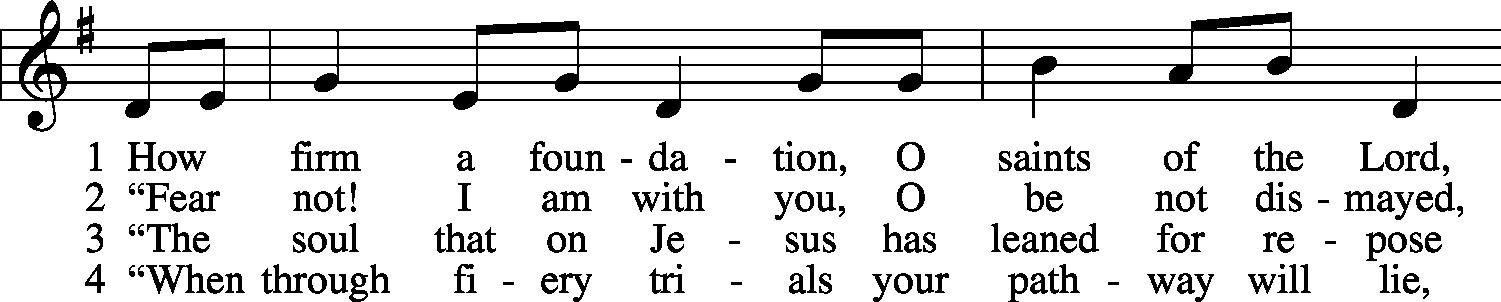 1 How firm a foun - da - tion, O saints of the Lord,
2 “Fear not! I am with you, O be not dis - mayed,
3 “The soul that on Je - sus has leaned for re - pose
4 “When through fi - ery tri - als your path - way will lie,